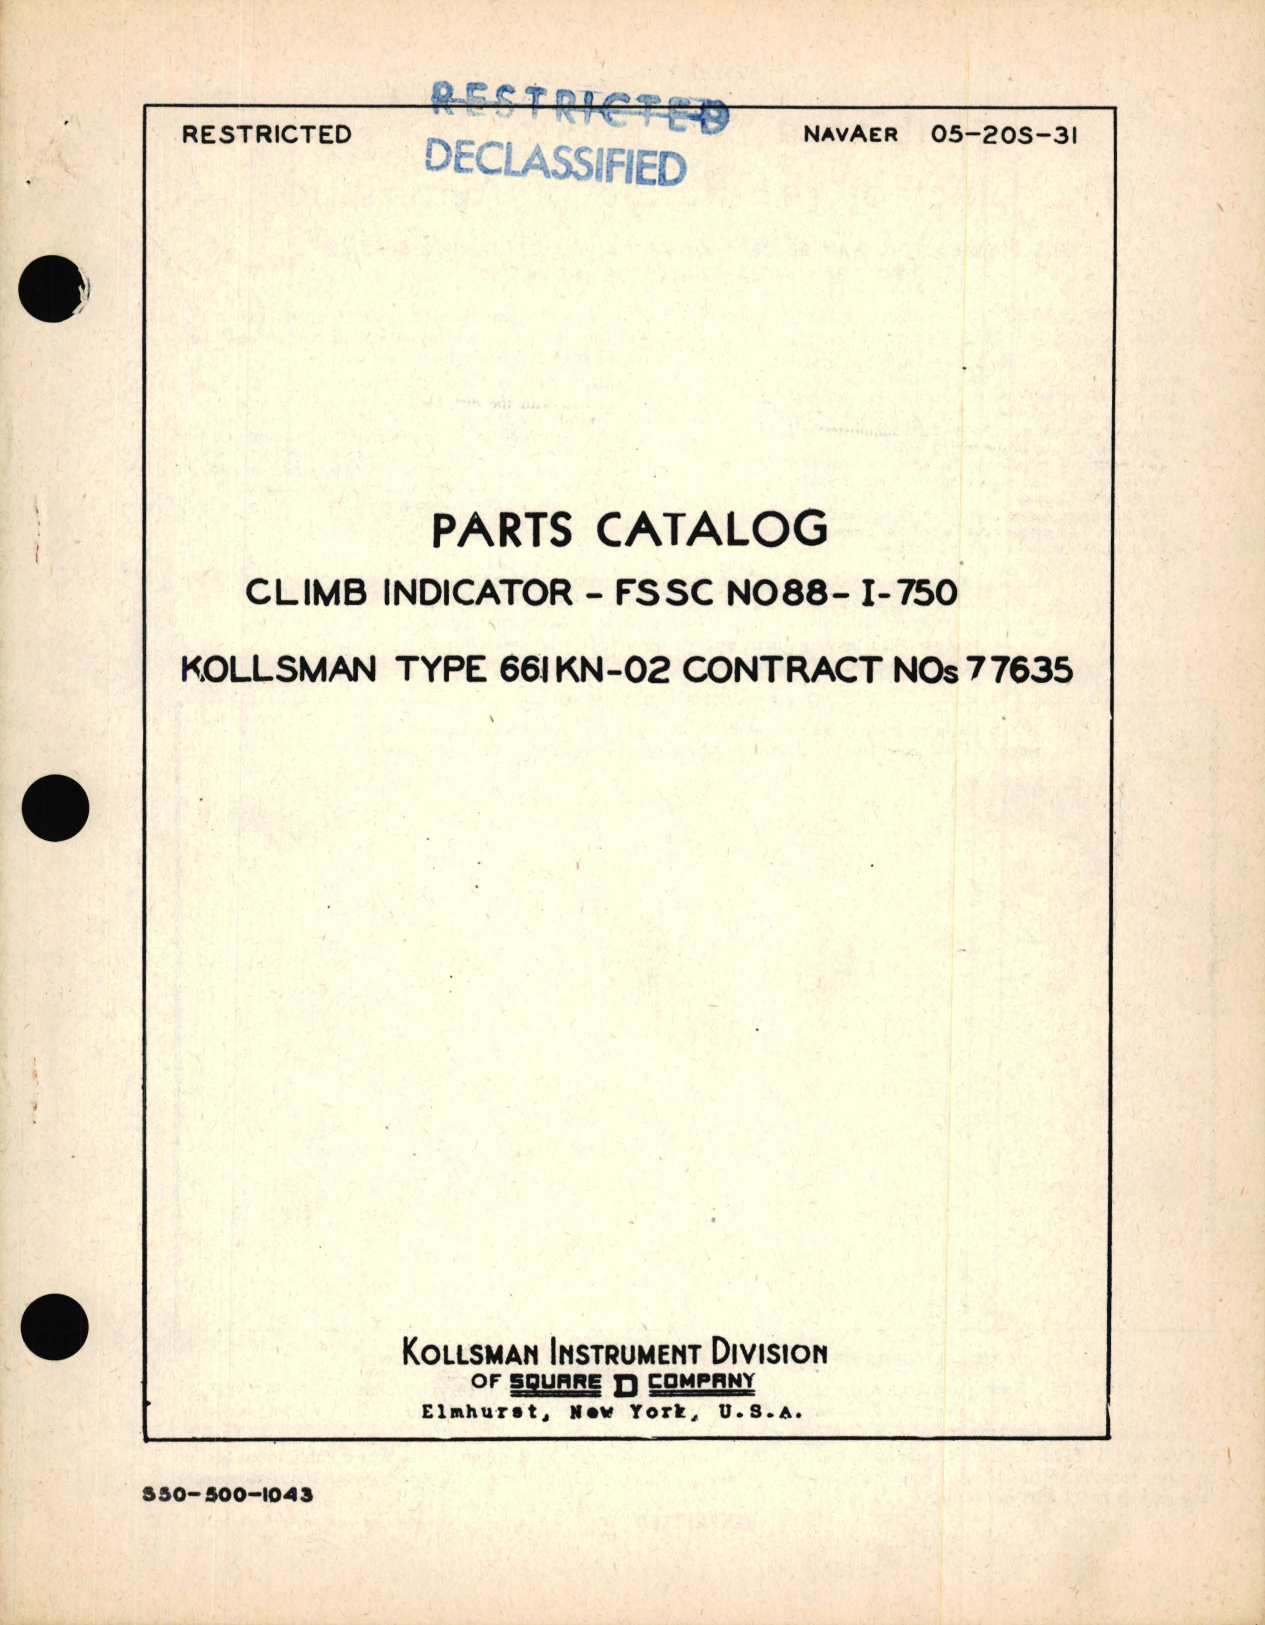 RESTRICTED
DECLASSIFIED
RESTRICTED NAVAER 05-20S-31
PARTS CATALOG
CLIMB INDICATOR - FSSC NO88- I-750
KOLLSMAN TYPE 661KN-02 CONTRACT NOs 77635
KOLLSMAN INSTRUMENT DIVISION
OF SQUARE D COMPANY
Elmhurst, New York, U.S.A.
S50-500-1043